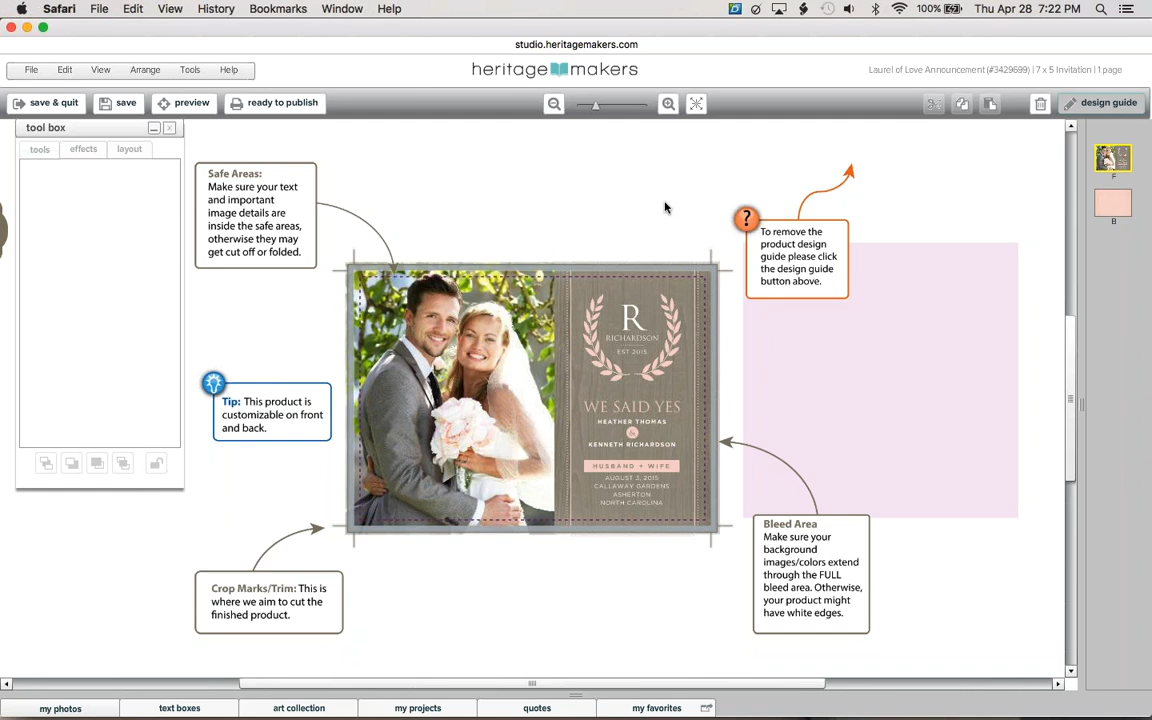 Safari File Edit View History Bookmarks Window Help 100% Thu Apr 28 7:22 PM
studio.heritagemakers.com
File Edit View Arrange Tools Help
heritage makers
Laurel of Love Announcement (#3429699) | 7 x 5 Invitation | 1 page
save & quit save preview ready to publish design guide
tool box
tools effects layout
Safe Areas:
Make sure your text
and important
image details are
inside the safe areas,
otherwise they may
get cut off or folded.
?
To remove the
product design
guide please click
the design guide
button above.
F
B
R
RICHARDSON
EST 2015
Tip: This product is
customizable on front
and back.
WE SAID YES
HEATHER THOMAS
&
KENNETH RICHARDSON
HUSBAND + WIFE
AUGUST 2, 2015
CALLAWAY GARDENS
ASHERTON
NORTH CAROLINA
Bleed Area
Make sure your
background
images/colors extend
through the FULL
bleed area. Otherwise,
your product might
have white edges.
Crop Marks/Trim: This is
where we aim to cut the
finished product.
my photos text boxes art collection my projects quotes my favorites